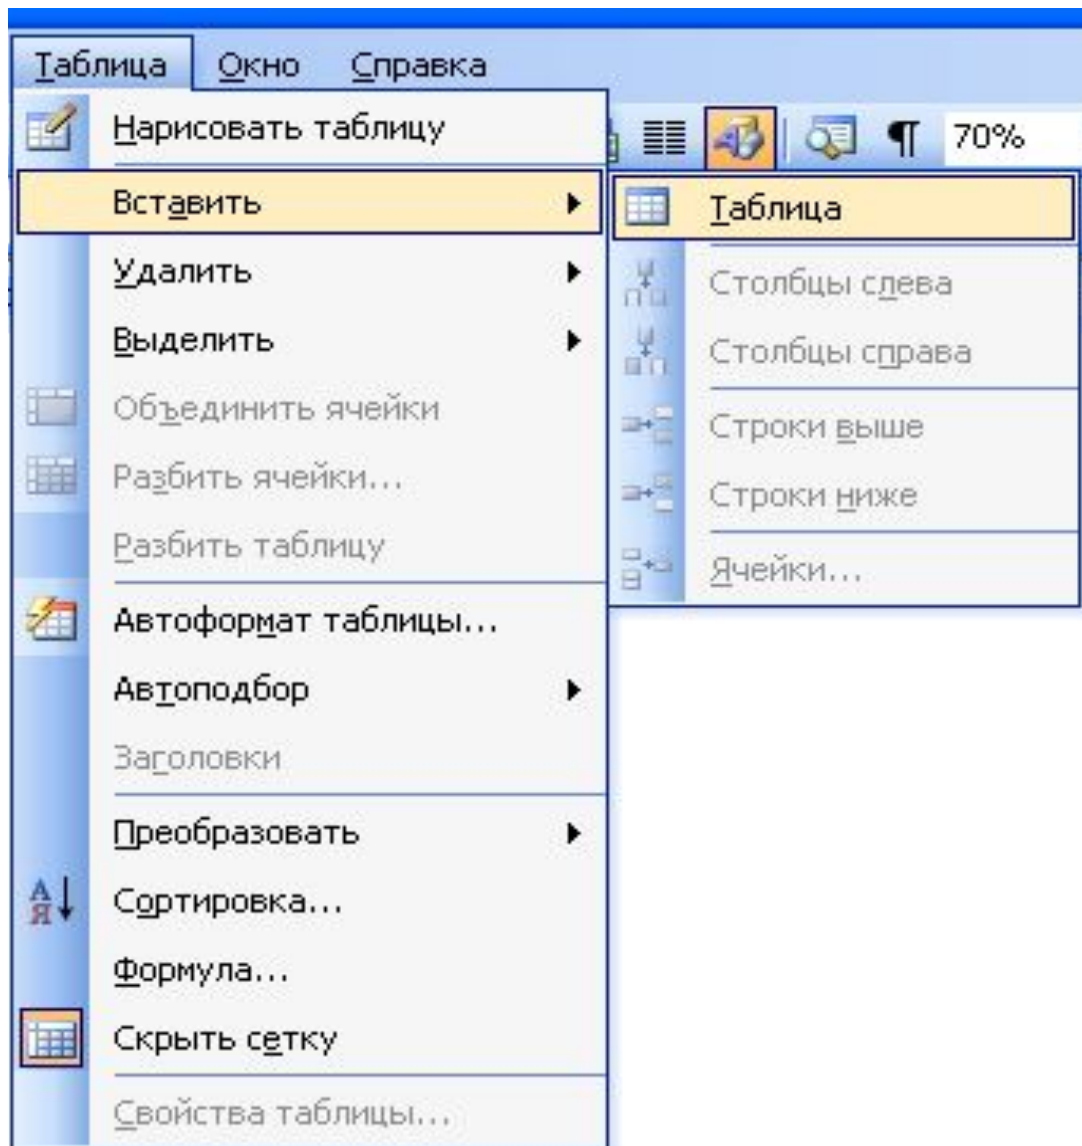 Таблица Окно Справка
Нарисовать таблицу
70%
Вставить
Удалить
Выделить
Объединить ячейки
Разбить ячейки...
Разбить таблицу
Автоформат таблицы...
Автоподбор
Заголовки
Преобразовать
Сортировка...
Формула...
Скрыть сетку
Свойства таблицы...
Таблица
Столбцы слева
Столбцы справа
Строки выше
Строки ниже
Ячейки...